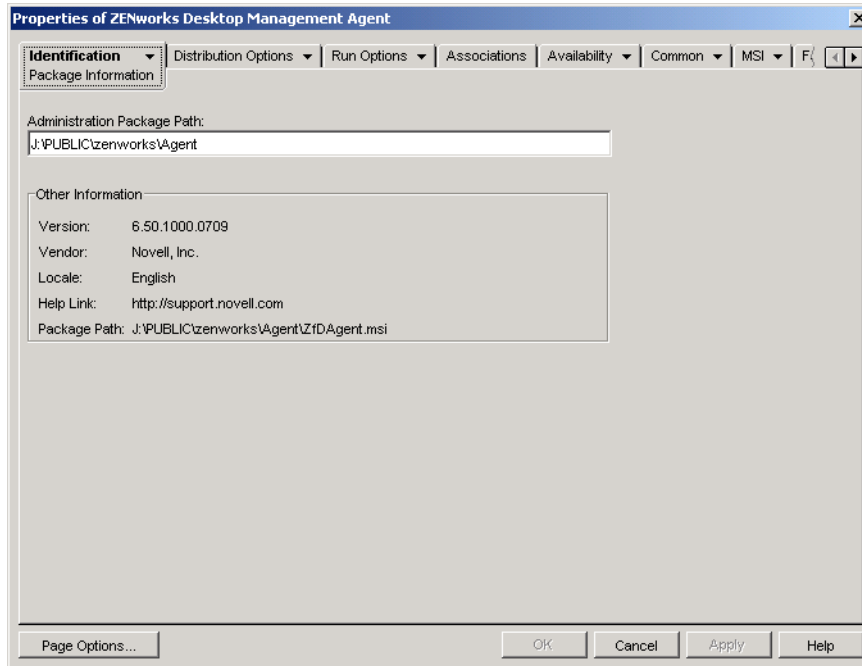 Properties of ZENworks Desktop Management Agent
Identification Distribution Options Run Options Associations Availability Common MSI
Package Information
Administration Package Path:
J:\PUBLIC\zenworks\Agent
Other Information
Version: 6.50.1000.0709
Vendor: Novell, Inc.
Locale: English
Help Link: http://support.novell.com
Package Path: J:\PUBLIC\zenworks\Agent\ZfDAgent.msi
Page Options... OK Cancel Apply Help